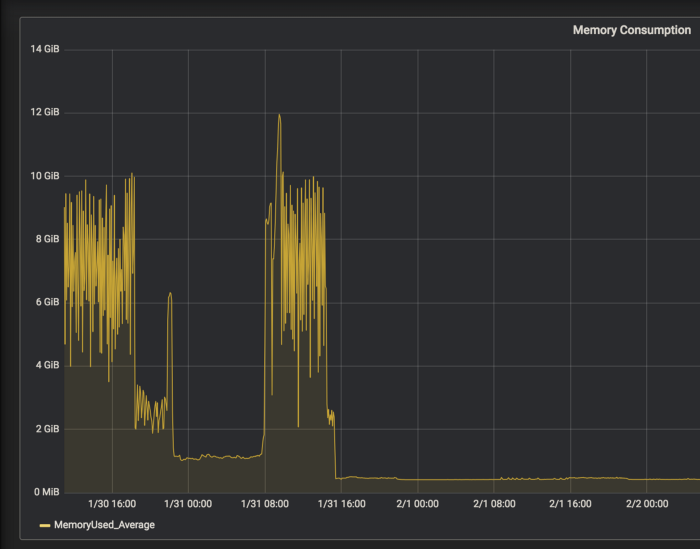 Memory Consumption
14 GiB
12 GiB
10 GiB
8 GiB
6 GiB
4 GiB
2 GiB
0 MiB
1/30 16:00 1/31 00:00 1/31 08:00 1/31 16:00 2/1 00:00 2/1 08:00 2/1 16:00 2/2 00:00
MemoryUsed_Average